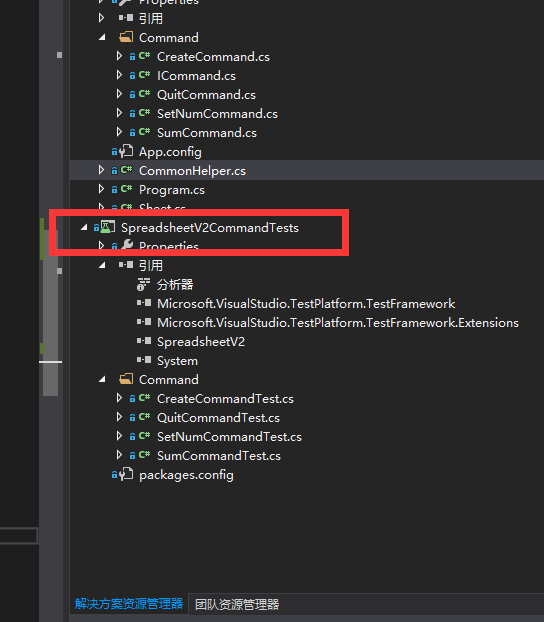 Properties
引用
Command
CreateCommand.cs
ICommand.cs
QuitCommand.cs
SetNumCommand.cs
SumCommand.cs
App.config
CommonHelper.cs
Program.cs
Sheet.cs
SpreadsheetV2CommandTests
Properties
引用
分析器
Microsoft.VisualStudio.TestPlatform.TestFramework
Microsoft.VisualStudio.TestPlatform.TestFramework.Extensions
SpreadsheetV2
System
Command
CreateCommandTest.cs
QuitCommandTest.cs
SetNumCommandTest.cs
SumCommandTest.cs
packages.config
解决方案资源管理器 团队资源管理器